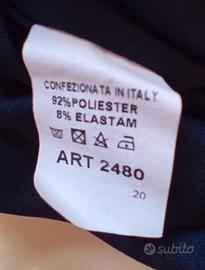 CONFEZIONATA IN ITALY
92% POLIESTER
8% ELASTAM
ART 2480
20
subito